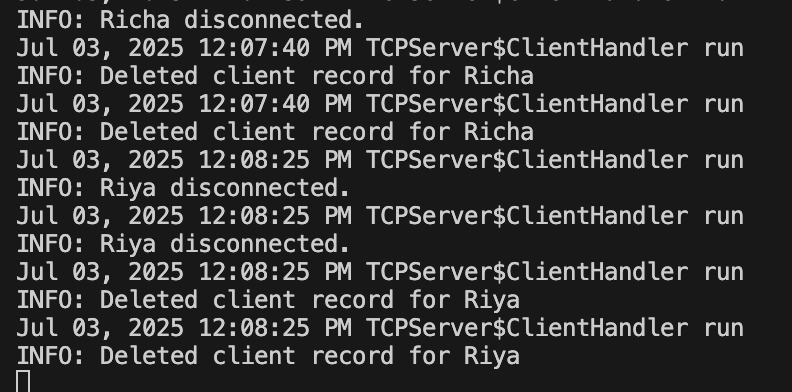 INFO: Richa disconnected.
Jul 03, 2025 12:07:40 PM TCPServer$ClientHandler run
INFO: Deleted client record for Richa
Jul 03, 2025 12:07:40 PM TCPServer$ClientHandler run
INFO: Deleted client record for Richa
Jul 03, 2025 12:08:25 PM TCPServer$ClientHandler run
INFO: Riya disconnected.
Jul 03, 2025 12:08:25 PM TCPServer$ClientHandler run
INFO: Riya disconnected.
Jul 03, 2025 12:08:25 PM TCPServer$ClientHandler run
INFO: Deleted client record for Riya
Jul 03, 2025 12:08:25 PM TCPServer$ClientHandler run
INFO: Deleted client record for Riya